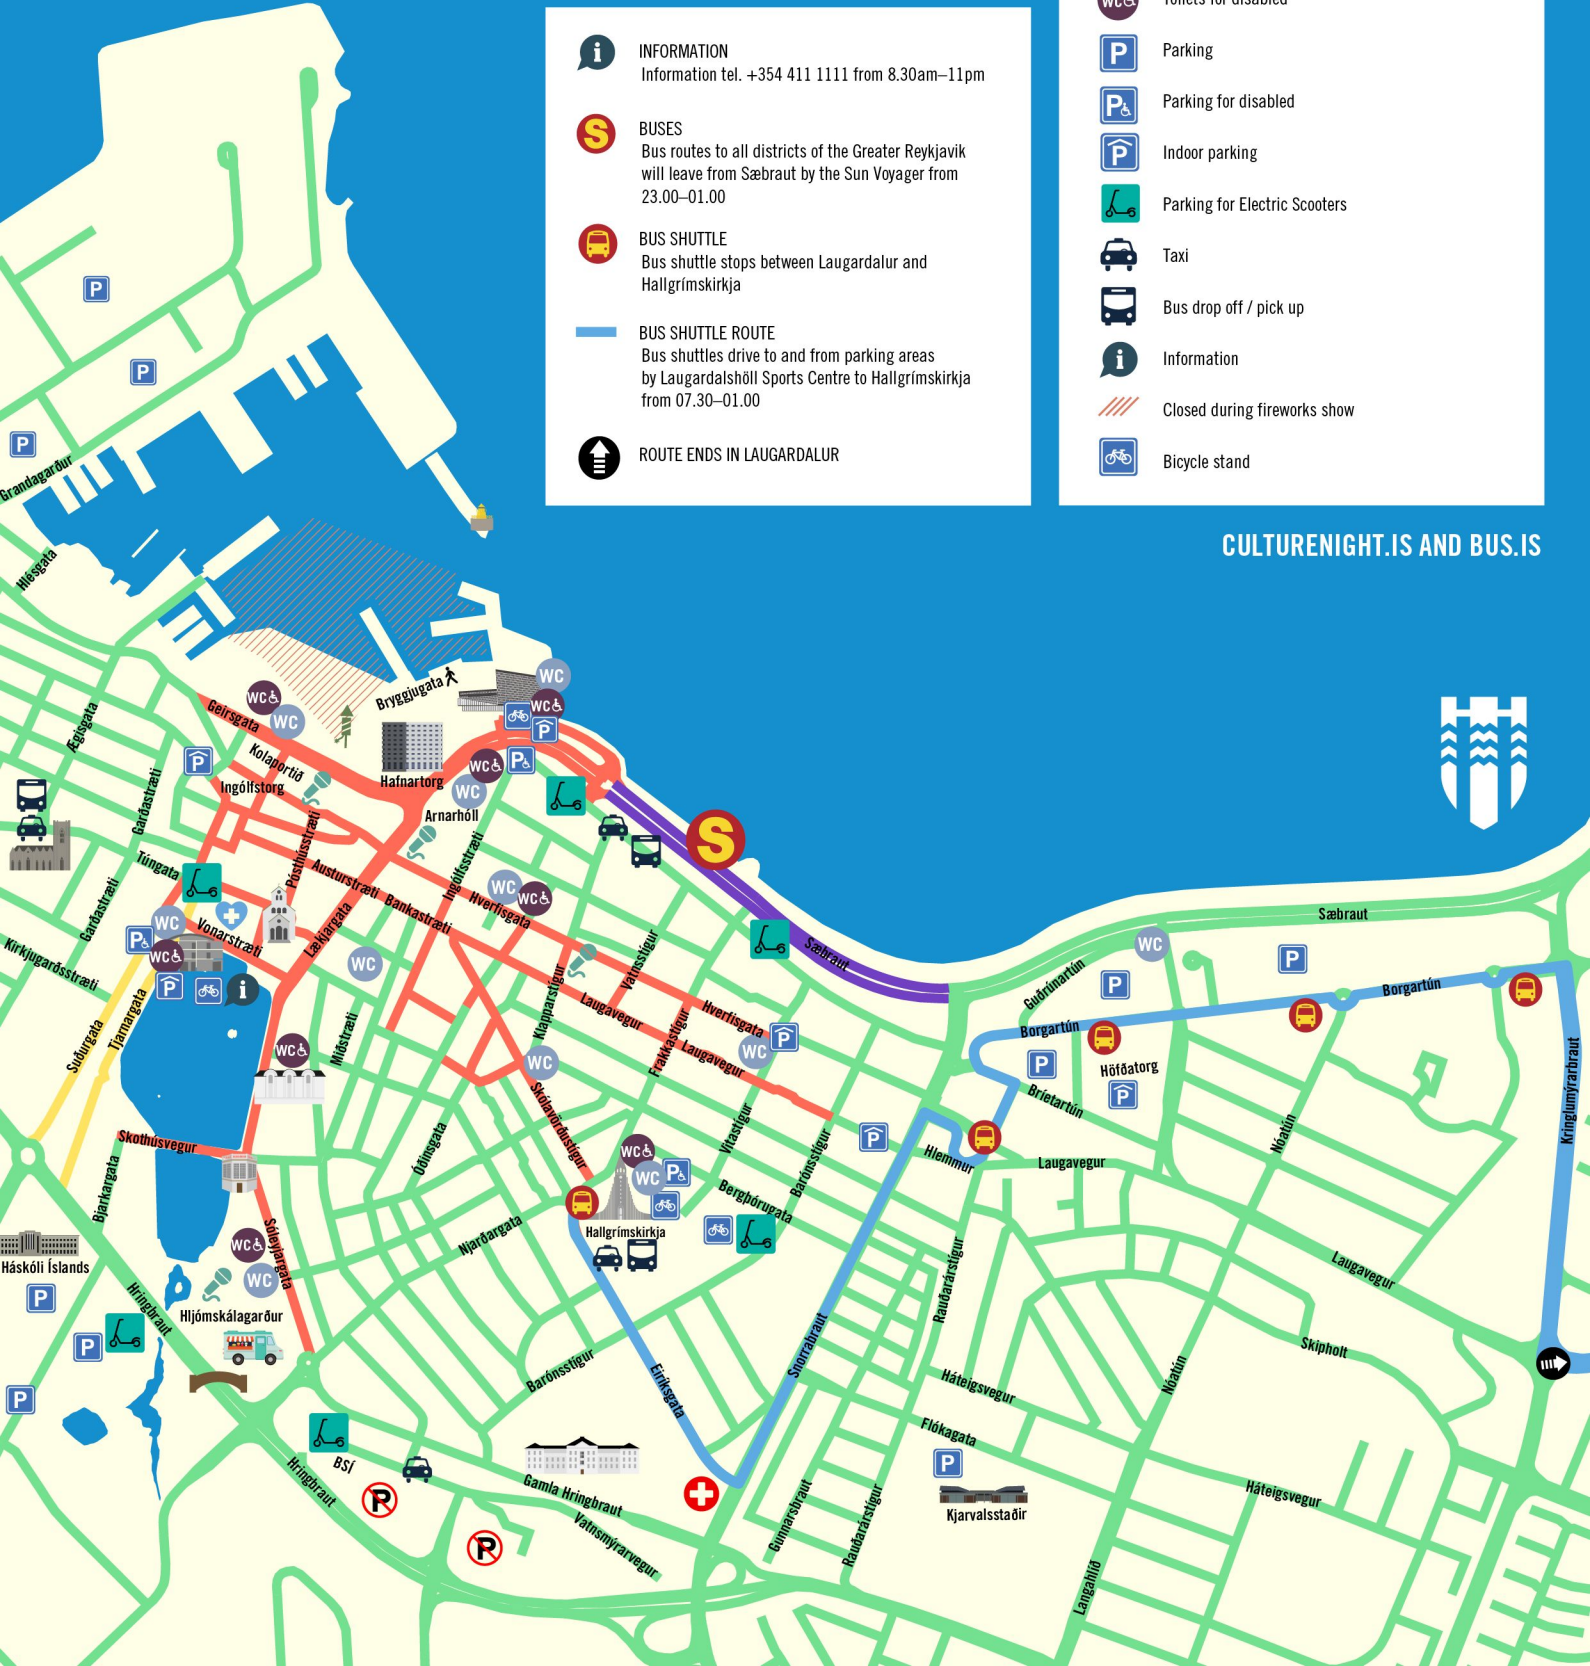 Toilets for disabled
INFORMATION
Information tel. +354 411 1111 from 8.30am–11pm
BUSES
Bus routes to all districts of the Greater Reykjavik
will leave from Sæbraut by the Sun Voyager from
23.00–01.00
BUS SHUTTLE
Bus shuttle stops between Laugardalur and
Hallgrímskirkja
BUS SHUTTLE ROUTE
Bus shuttles drive to and from parking areas
by Laugardalshöll Sports Centre to Hallgrímskirkja
from 07.30–01.00
ROUTE ENDS IN LAUGARDALUR
Parking
Parking for disabled
Indoor parking
Parking for Electric Scooters
Taxi
Bus drop off / pick up
Information
Closed during fireworks show
Bicycle stand
CULTURENIGHT.IS AND BUS.IS
Grandagarður
Hlésgata
Ægisgata
Geirsgata
Kolaportið
Ingólfstorg
Bryggjugata
Hafnartorg
Arnarhóll
Garðastræti
Túngata
Pósthússtræti
Austurstræti
Bankastræti
Ingólfsstræti
Hverfisgata
Garðastræti
Kirkjugarðsstræti
Vonarstræti
Lækjargata
Klapparstígur
Vatnsstígur
Sæbraut
Sæbraut
Suðurgata
Tjarnargata
Miðstræti
Laugavegur
Frakkastígur
Hverfisgata
Laugavegur
Guðrúnartún
Borgartún
Borgartún
Höfðatorg
Bríetartún
Kringlumýrarbraut
Skothúsvegur
Bjarkargata
Óðinsgata
Skólavörðustígur
Vitastígur
Barónsstígur
Bergþórugata
Hlemmur
Laugavegur
Nóatún
Háskóli Íslands
Sóleyjargata
Njarðargata
Hallgrímskirkja
Hringbraut
Hljómskálagarður
Rauðarárstígur
Laugavegur
Barónsstígur
Eiríksgata
Snorrabraut
Háteigsvegur
Nóatún
Skipholt
Flókagata
BSÍ
Hringbraut
Gamla Hringbraut
Vatnsmýrarvegur
Gunnarsbraut
Rauðarárstígur
Kjarvalsstaðir
Háteigsvegur
Langahlíð